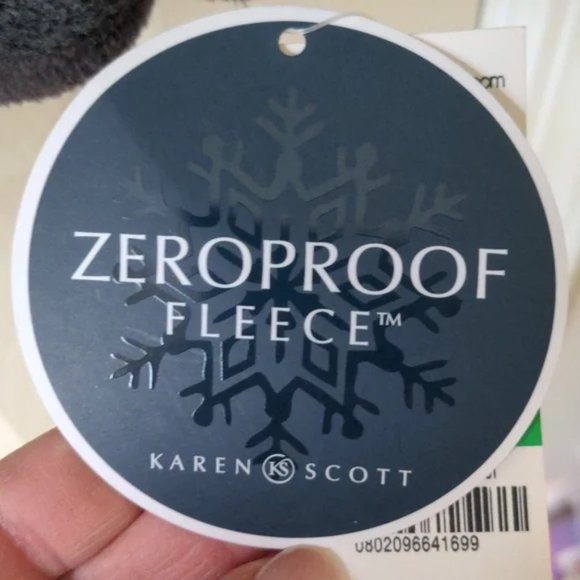 ZEROPROOF
FLEECE™
KAREN KS SCOTT
0802096641699